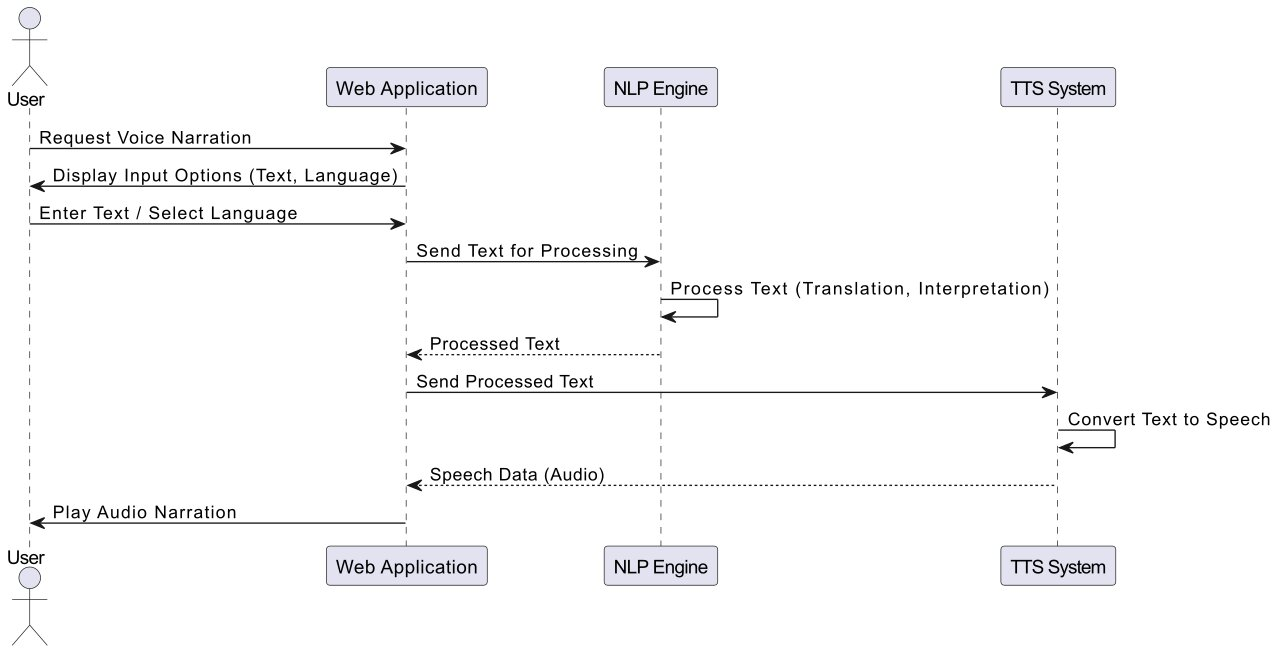 User
Web Application
NLP Engine
TTS System
Request Voice Narration
Display Input Options (Text, Language)
Enter Text / Select Language
Send Text for Processing
Process Text (Translation, Interpretation)
Processed Text
Send Processed Text
Convert Text to Speech
Speech Data (Audio)
Play Audio Narration
User
Web Application
NLP Engine
TTS System